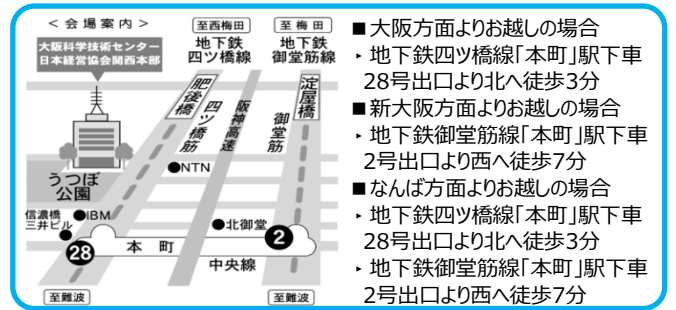 ＜会場案内＞
大阪科学技術センター
日本経営協会関西本部
至西梅田
地下鉄
四ツ橋線
至梅田
地下鉄
御堂筋線
肥後橋
四ツ橋筋
阪神高速
御堂筋
淀屋橋
うつぼ
公園
●NTN
信濃橋
三井ビル
●IBM
●北御堂
28
本町
2
中央線
至難波
至難波
■大阪方面よりお越しの場合
・地下鉄四ツ橋線「本町」駅下車
28号出口より北へ徒歩3分
■新大阪方面よりお越しの場合
・地下鉄御堂筋線「本町」駅下車
2号出口より西へ徒歩7分
■なんば方面よりお越しの場合
・地下鉄四ツ橋線「本町」駅下車
28号出口より北へ徒歩3分
・地下鉄御堂筋線「本町」駅下車
2号出口より西へ徒歩7分